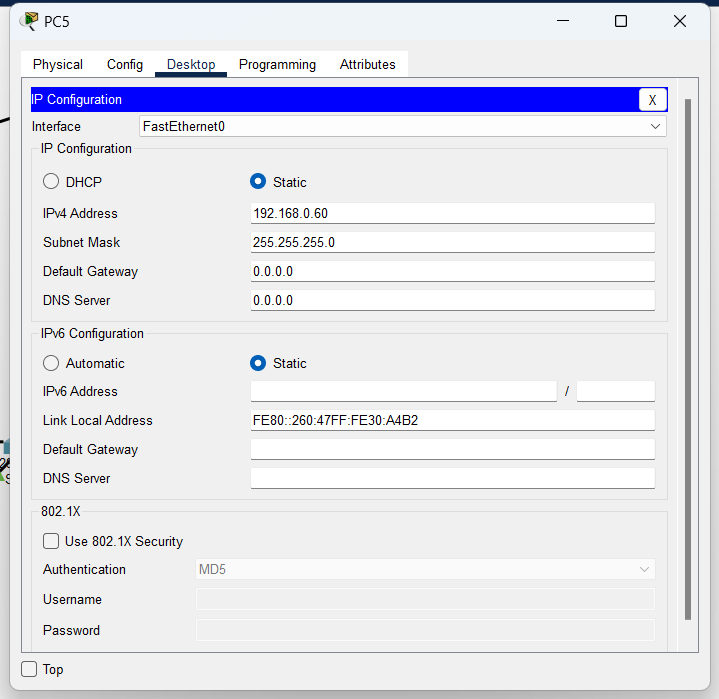 PC5
Physical Config Desktop Programming Attributes
IP Configuration X
Interface FastEthernet0
IP Configuration
DHCP Static
IPv4 Address 192.168.0.60
Subnet Mask 255.255.255.0
Default Gateway 0.0.0.0
DNS Server 0.0.0.0
IPv6 Configuration
Automatic Static
IPv6 Address /
Link Local Address FE80::260:47FF:FE30:A4B2
Default Gateway
DNS Server
802.1X
Use 802.1X Security
Authentication MD5
Username
Password
Top